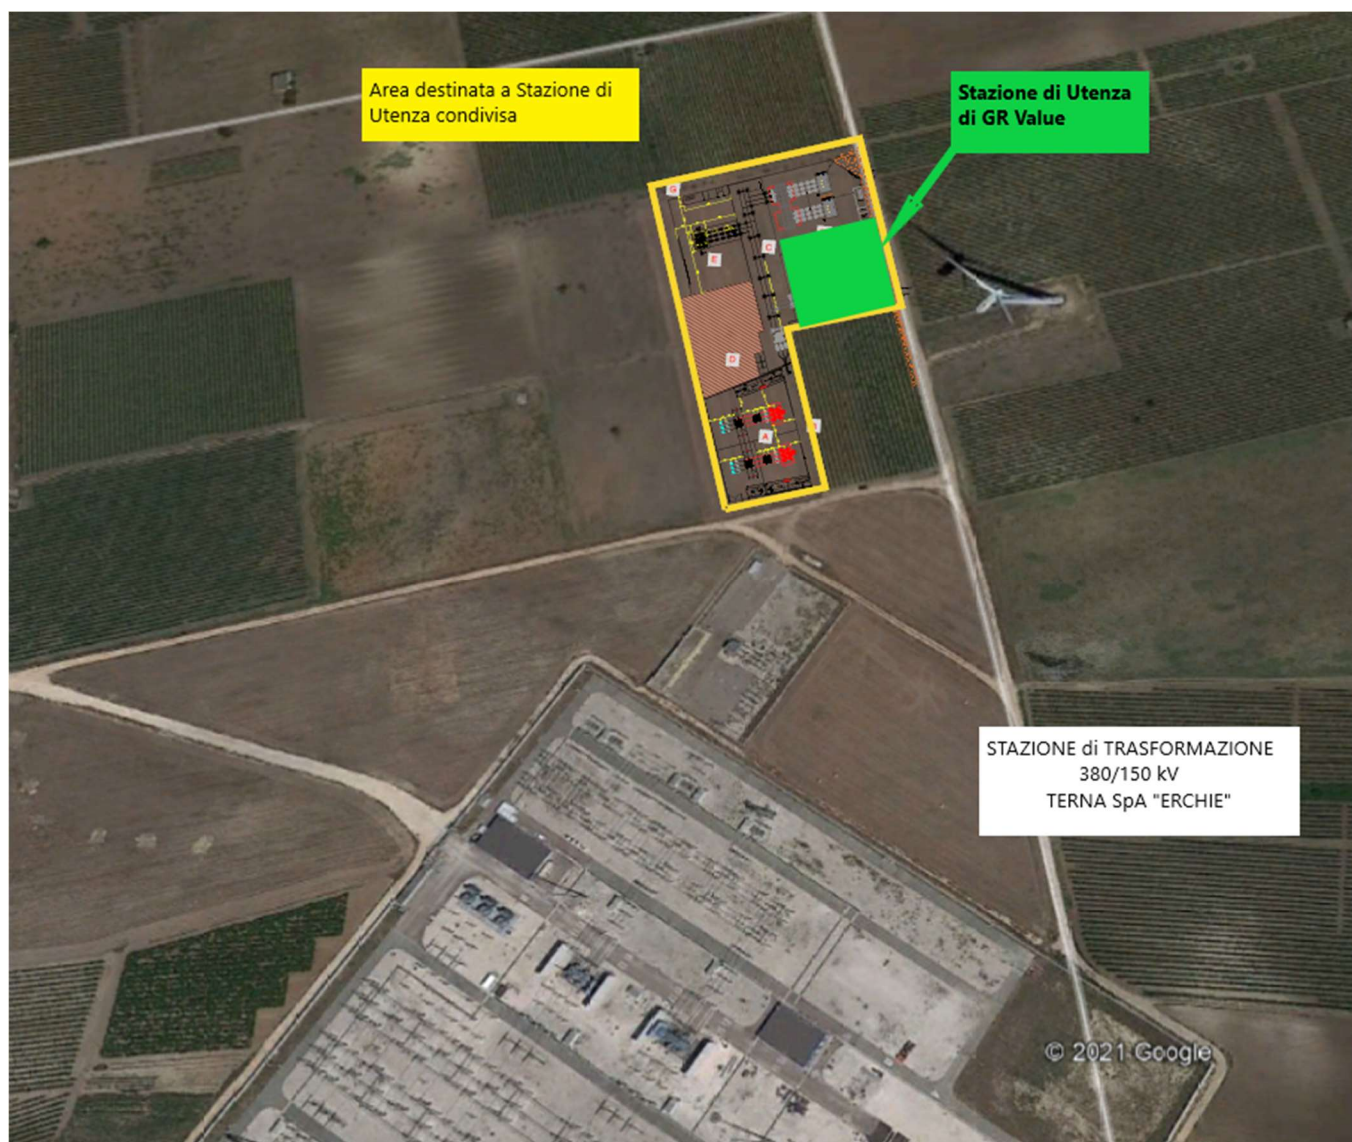 Area destinata a Stazione di
Utenza condivisa
Stazione di Utenza
di GR Value
G
C
E
D
A
STAZIONE di TRASFORMAZIONE
380/150 kV
TERNA SpA "ERCHIE"
© 2021 Google